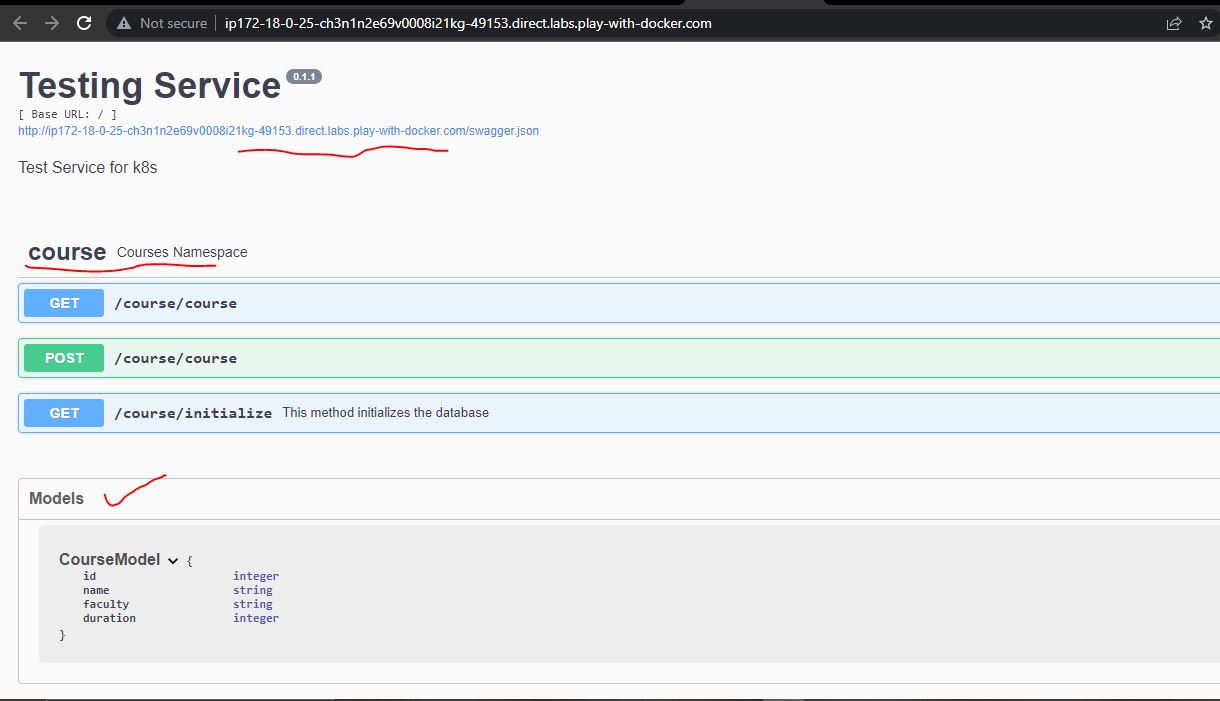 Not secure ip172-18-0-25-ch3n1n2e69v0008i21kg-49153.direct.labs.play-with-docker.com
Testing Service 0.1.1
[ Base URL: / ]
http://ip172-18-0-25-ch3n1n2e69v0008i21kg-49153.direct.labs.play-with-docker.com/swagger.json
Test Service for k8s
course Courses Namespace
GET /course/course
POST /course/course
GET /course/initialize This method initializes the database
Models
CourseModel {
id integer
name string
faculty string
duration integer
}